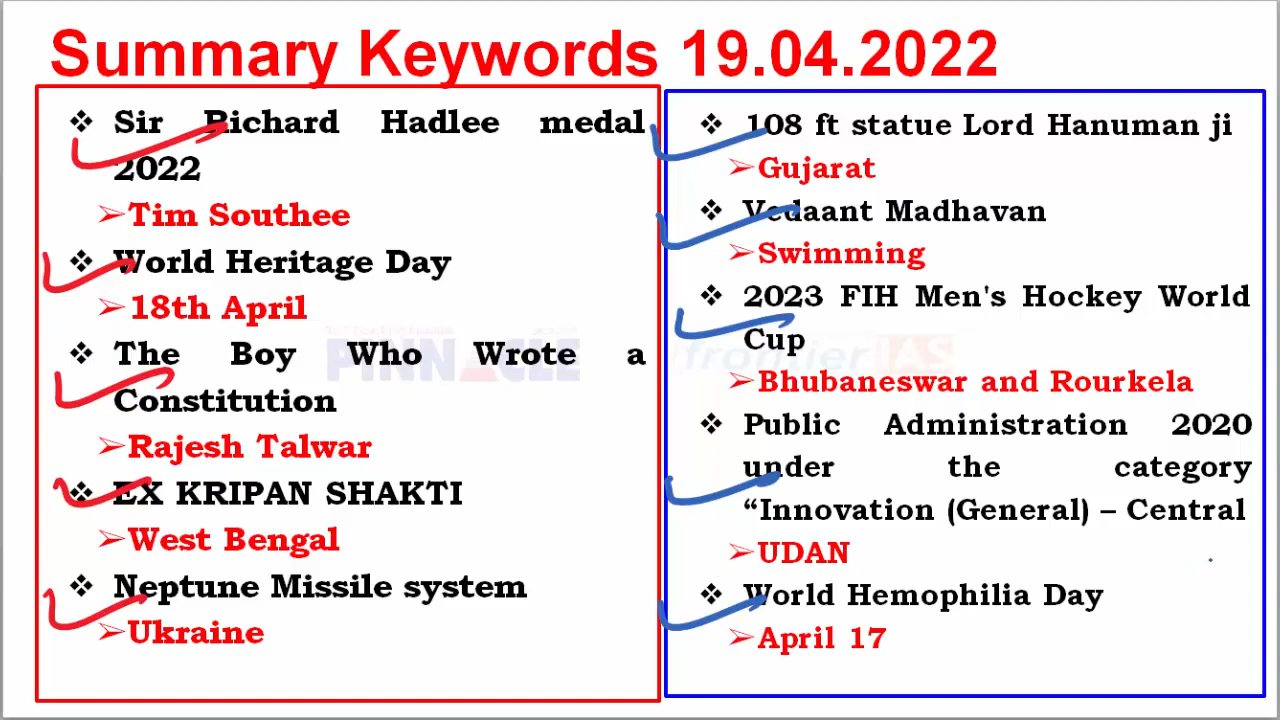 Summary Keywords 19.04.2022
❖ Sir Richard Hadlee medal
2022
➢Tim Southee
❖ World Heritage Day
➢18th April
❖ The Boy Who Wrote a
Constitution
➢Rajesh Talwar
❖ EX KRIPAN SHAKTI
➢West Bengal
❖ Neptune Missile system
➢Ukraine
❖ 108 ft statue Lord Hanuman ji
➢Gujarat
❖ Vedaant Madhavan
➢Swimming
❖ 2023 FIH Men's Hockey World
Cup
➢Bhubaneswar and Rourkela
❖ Public Administration 2020
under the category
“Innovation (General) – Central
➢UDAN
❖ World Hemophilia Day
➢April 17
PINNACLE
frontier IAS